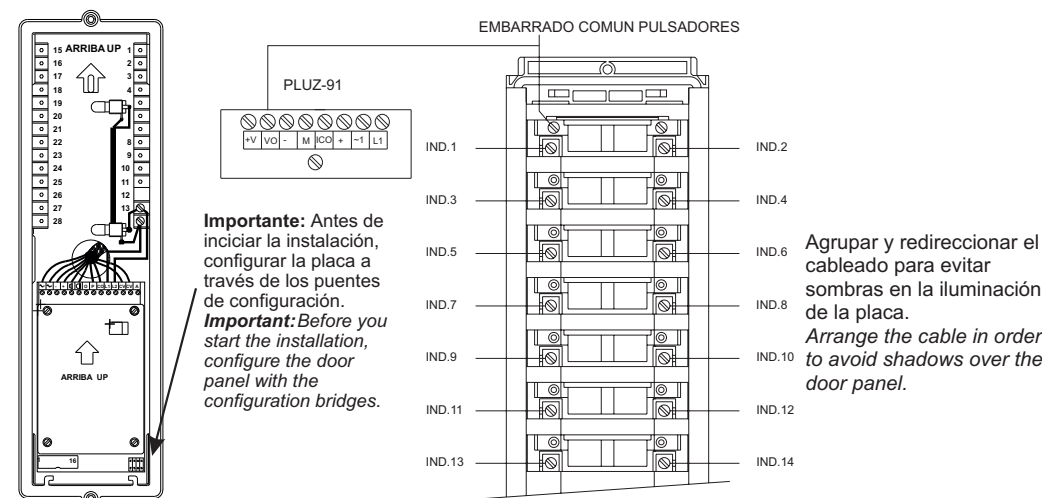 EMBARRADO COMUN PULSADORES
15 ARRIBA UP 1
16 2
17 3
18 4
19
20
21
22 8
23 9
24 10
25 11
26 12
27 13
28
ARRIBA UP
16
PLUZ-91
+V VO - M ICO + ~1 L1
Importante: Antes de
inciciar la instalación,
configurar la placa a
través de los puentes
de configuración.
Important: Before you
start the installation,
configure the door
panel with the
configuration bridges.
IND.1 IND.2
IND.3 IND.4
IND.5 IND.6
IND.7 IND.8
IND.9 IND.10
IND.11 IND.12
IND.13 IND.14
Agrupar y redireccionar el
cableado para evitar
sombras en la iluminación
de la placa.
Arrange the cable in order
to avoid shadows over the
door panel.